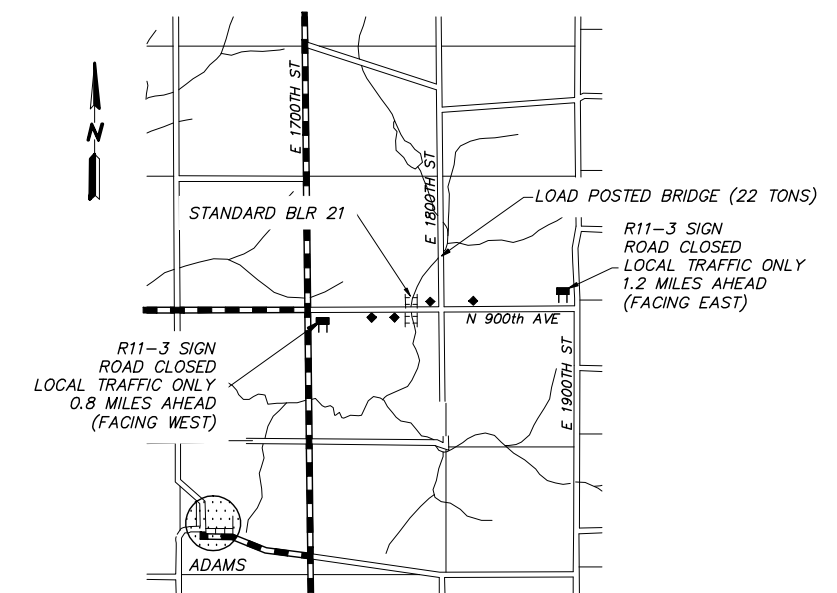 E 1700TH ST
N
E 1800TH ST
STANDARD BLR 21
LOAD POSTED BRIDGE (22 TONS)
R11-3 SIGN
ROAD CLOSED
LOCAL TRAFFIC ONLY
1.2 MILES AHEAD
(FACING EAST)
N 900th AVE
R11-3 SIGN
ROAD CLOSED
LOCAL TRAFFIC ONLY
0.8 MILES AHEAD
(FACING WEST)
E 1900TH ST
ADAMS